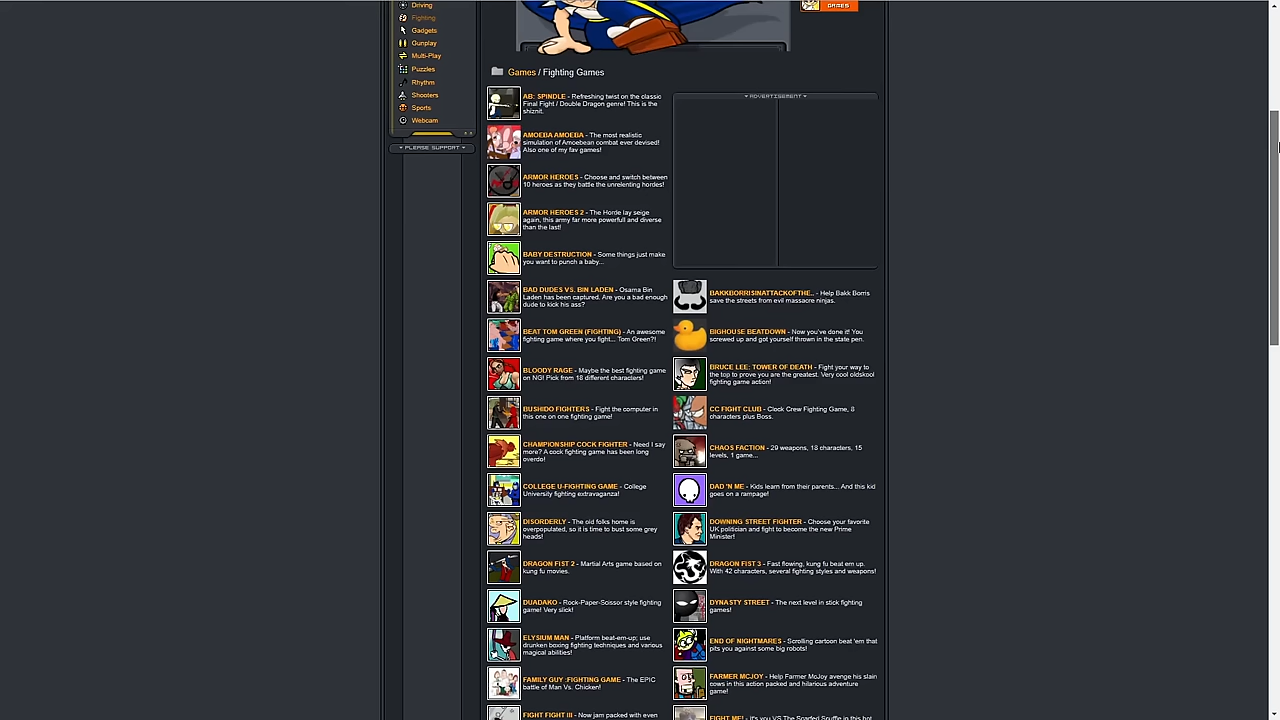 Driving
Fighting
Gadgets
Gunplay
Multi-Play
Puzzles
Rhythm
Shooters
Sports
Webcam
PLEASE SUPPORT
GAMES
Games / Fighting Games
ADVERTISEMENT
AB: SPINDLE - Refreshing twist on the classic
Final Fight / Double Dragon genre! This is the
shiznit.
AMOEBA AMOEBA - The most realistic
simulation of Amoebean combat ever devised!
Also one of my fav games!
ARMOR HEROES - Choose and switch between
10 heroes as they battle the unrelenting hordes!
ARMOR HEROES 2 - The Horde lay seige
again, this army far more powerfull and diverse
than the last!
BABY DESTRUCTION - Some things just make
you want to punch a baby...
BAD DUDES VS. BIN LADEN - Osama Bin
Laden has been captured. Are you a bad enough
dude to kick his ass?
BAKKBORRISINATTACKOFTHE.. - Help Bakk Borris
save the streets from evil massacre ninjas.
BEAT TOM GREEN (FIGHTING) - An awesome
fighting game where you fight... Tom Green?!
BIGHOUSE BEATDOWN - Now you've done it! You
screwed up and got yourself thrown in the state pen.
BLOODY RAGE - Maybe the best fighting game
on NG! Pick from 18 different characters!
BRUCE LEE: TOWER OF DEATH - Fight your way to
the top to prove you are the greatest. Very cool oldskool
fighting game action!
BUSHIDO FIGHTERS - Fight the computer in
this one on one fighting game!
CC FIGHT CLUB - Clock Crew Fighting Game, 8
characters plus Boss.
CHAMPIONSHIP COCK FIGHTER - Need I say
more? A cock fighting game has been long
overdo!
CHAOS FACTION - 29 weapons, 18 characters, 15
levels, 1 game...
COLLEGE U-FIGHTING GAME - College
University fighting extravaganza!
DAD 'N ME - Kids learn from their parents... And this kid
goes on a rampage!
DISORDERLY - The old folks home is
overpopulated, so it is time to bust some grey
heads!
DOWNING STREET FIGHTER - Choose your favorite
UK politician and fight to become the new Prime
Minister!
DRAGON FIST 2 - Martial Arts game based on
kung fu movies.
DRAGON FIST 3 - Fast flowing, kung fu beat em up.
With 42 characters, several fighting styles and weapons!
DUADAKO - Rock-Paper-Scissor style fighting
game! Very slick!
DYNASTY STREET - The next level in stick fighting
games!
ELYSIUM MAN - Platform beat-em-up; use
drunken boxing fighting techniques and various
magical abilities!
END OF NIGHTMARES - Scrolling cartoon beat 'em that
pits you against some big robots!
FAMILY GUY :FIGHTING GAME - The EPIC
battle of Man Vs. Chicken!
FARMER MCJOY - Help Farmer McJoy avenge his slain
cows in this action packed and hilarious adventure
game!
FIGHT FIGHT III - Now jam packed with even
FIGHT ME! - It's you VS The Scarfed Snuffle in this hot